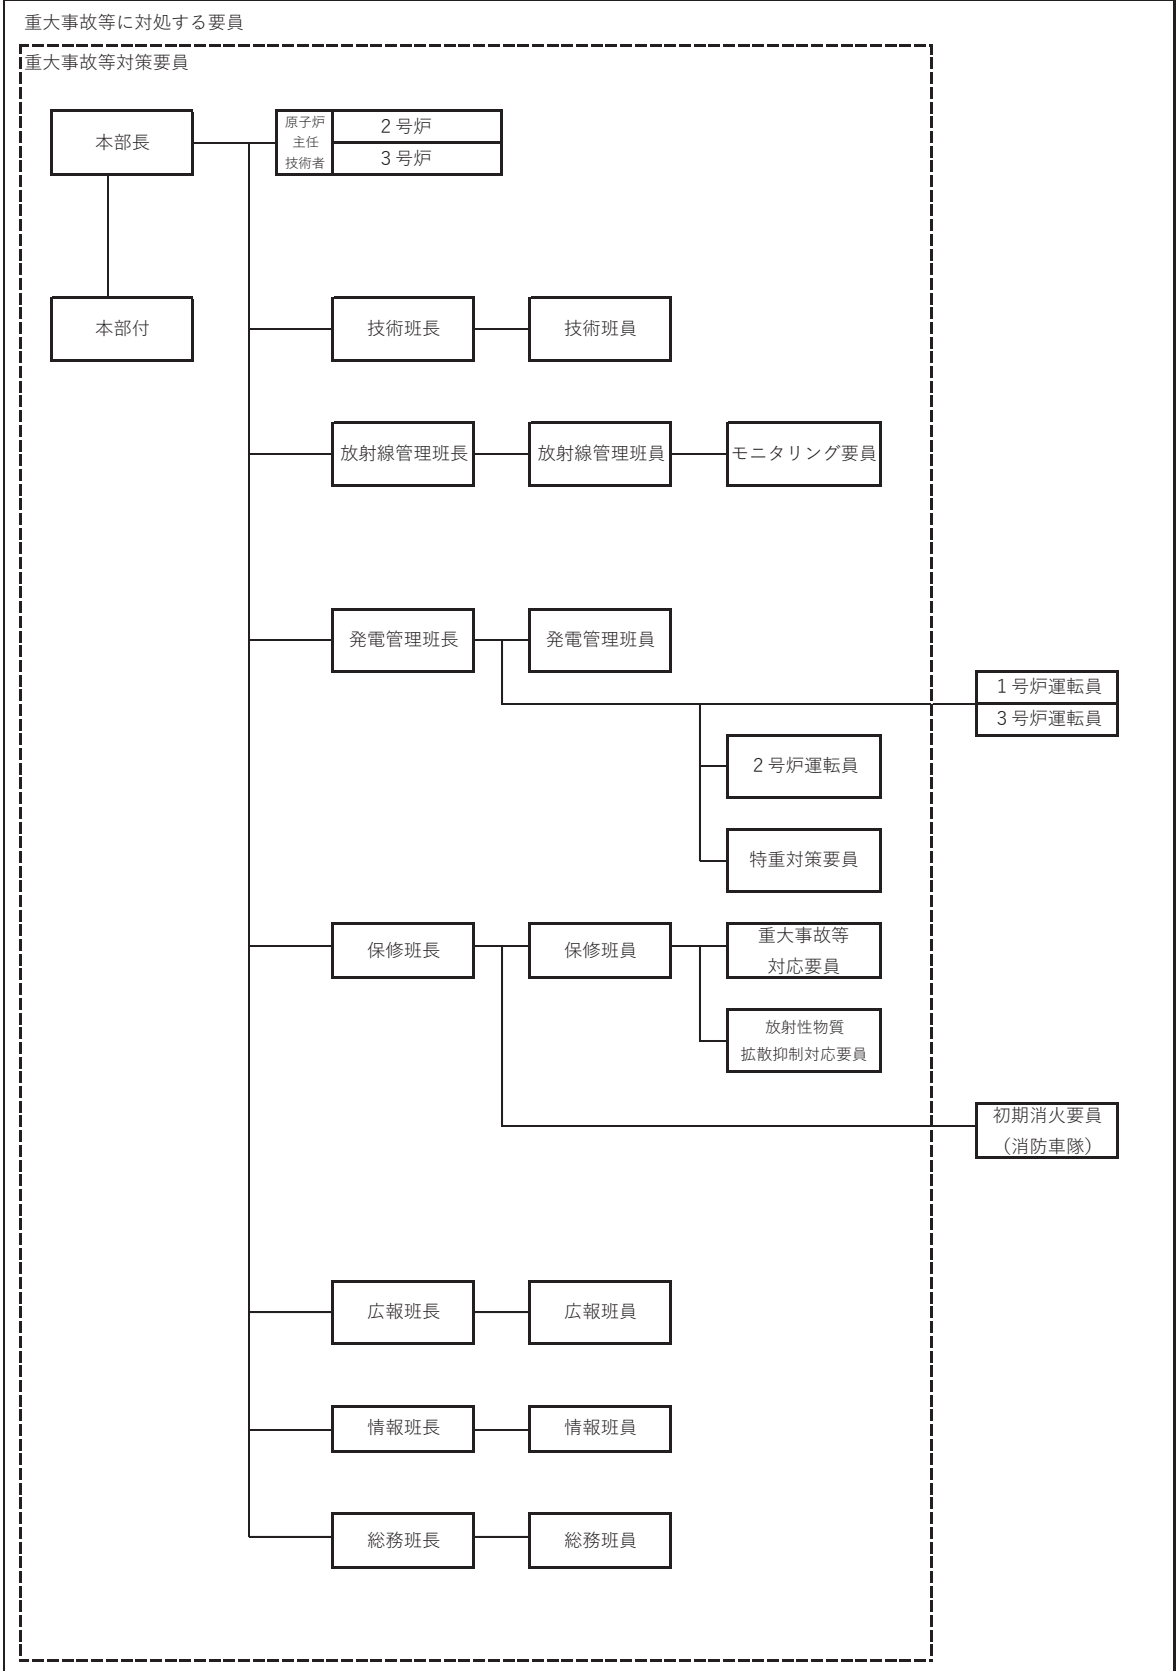 重大事故等に対処する要員
重大事故等対策要員
本部長
原子炉
主任
技術者
２号炉
３号炉
本部付
技術班長
技術班員
放射線管理班長
放射線管理班員
モニタリング要員
発電管理班長
発電管理班員
１号炉運転員
３号炉運転員
２号炉運転員
特重対策要員
保修班長
保修班員
重大事故等
対応要員
放射性物質
拡散抑制対応要員
初期消火要員
（消防車隊）
広報班長
広報班員
情報班長
情報班員
総務班長
総務班員